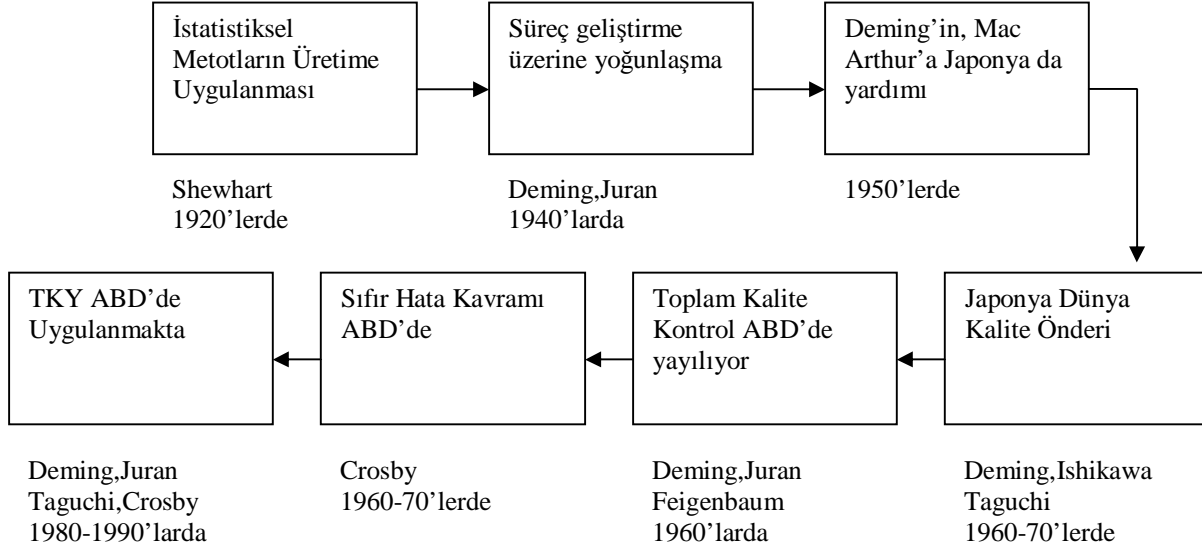 İstatistiksel
Metotların Üretime
Uygulanması
Süreç geliştirme
üzerine yoğunlaşma
Deming’in, Mac
Arthur’a Japonya da
yardımı
Shewhart
1920’lerde
Deming,Juran
1940’larda
1950’lerde
TKY ABD’de
Uygulanmakta
Sıfır Hata Kavramı
ABD’de
Toplam Kalite
Kontrol ABD’de
yayılıyor
Japonya Dünya
Kalite Önderi
Deming,Juran
Taguchi,Crosby
1980-1990’larda
Crosby
1960-70’lerde
Deming,Juran
Feigenbaum
1960’larda
Deming,Ishikawa
Taguchi
1960-70’lerde